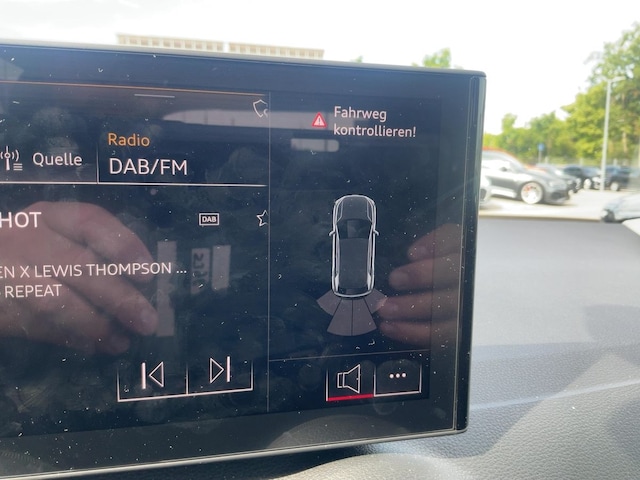 Fahrweg
kontrollieren!
Radio
Quelle
DAB/FM
HOT
DAB
EN X LEWIS THOMPSON ...
REPEAT